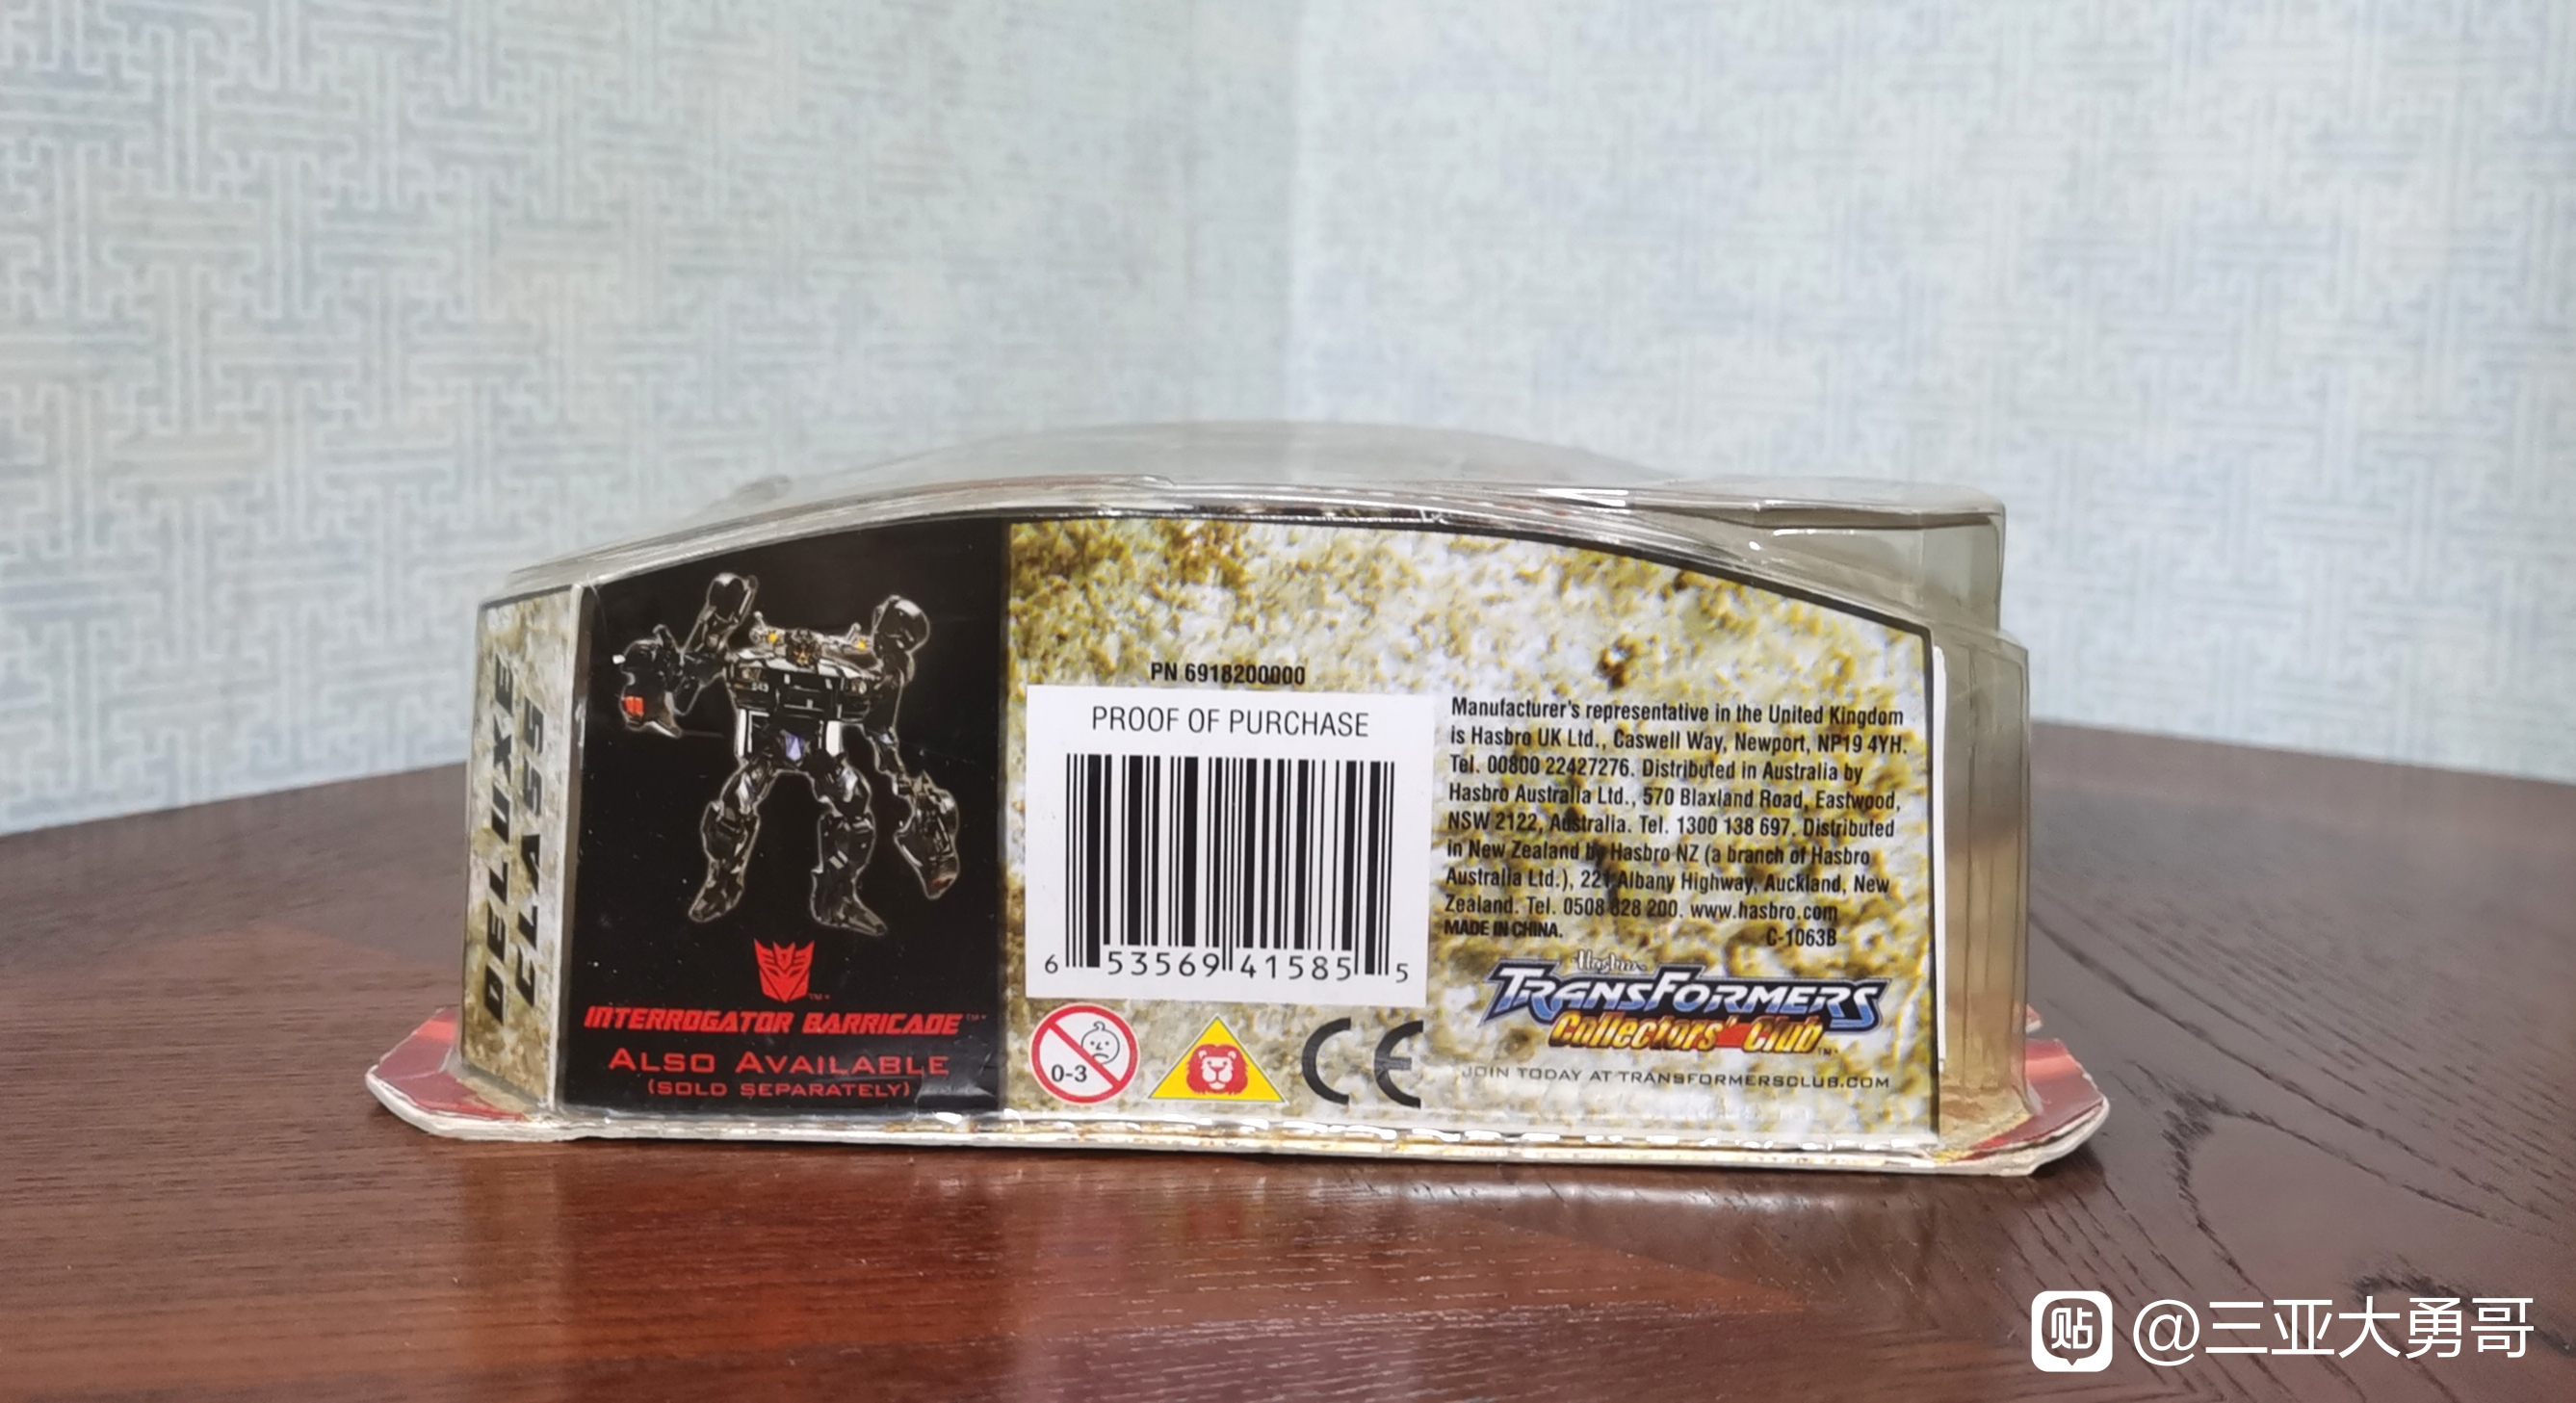 DELUXE
CLASS
643
™*
INTERROGATOR BARRICADE™*
ALSO AVAILABLE
(SOLD SEPARATELY)
PN 6918200000
PROOF OF PURCHASE
6 53569 41585 5
0-3
CE
Manufacturer's representative in the United Kingdom
is Hasbro UK Ltd., Caswell Way, Newport, NP19 4YH.
Tel. 00800 22427276. Distributed in Australia by
Hasbro Australia Ltd., 570 Blaxland Road, Eastwood,
NSW 2122, Australia. Tel. 1300 138 697. Distributed
in New Zealand by Hasbro NZ (a branch of Hasbro
Australia Ltd.), 221 Albany Highway, Auckland, New
Zealand. Tel. 0508 828 200. www.hasbro.com
MADE IN CHINA. C-1063B
Hasbro
TRANSFORMERS
Collectors' Club™*
JOIN TODAY AT TRANSFORMERSCLUB.COM
贴 @三亚大勇哥